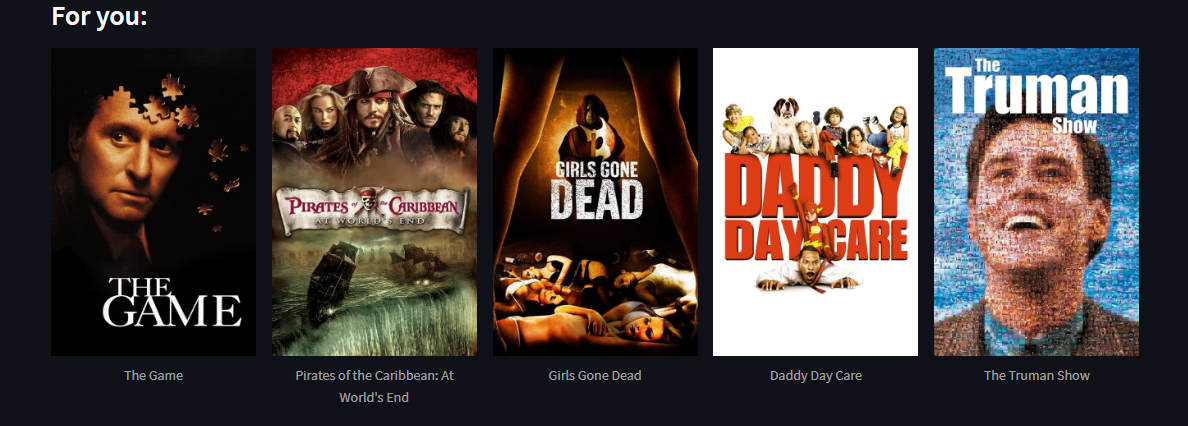 For you:
THE
GAME
PIRATES of the CARIBBEAN
AT WORLD'S END
GIRLS GONE
DEAD
DADDY
DAY CARE
The
Truman
Show
The Game
Pirates of the Caribbean: At
World's End
Girls Gone Dead
Daddy Day Care
The Truman Show